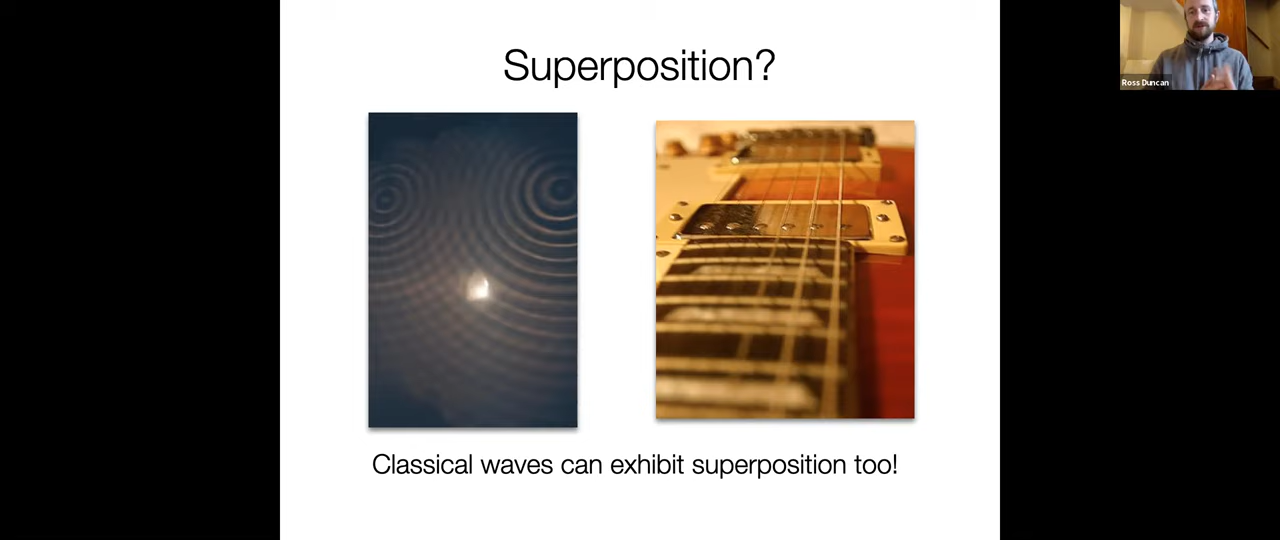 Superposition?
Ross Duncan
Classical waves can exhibit superposition too!